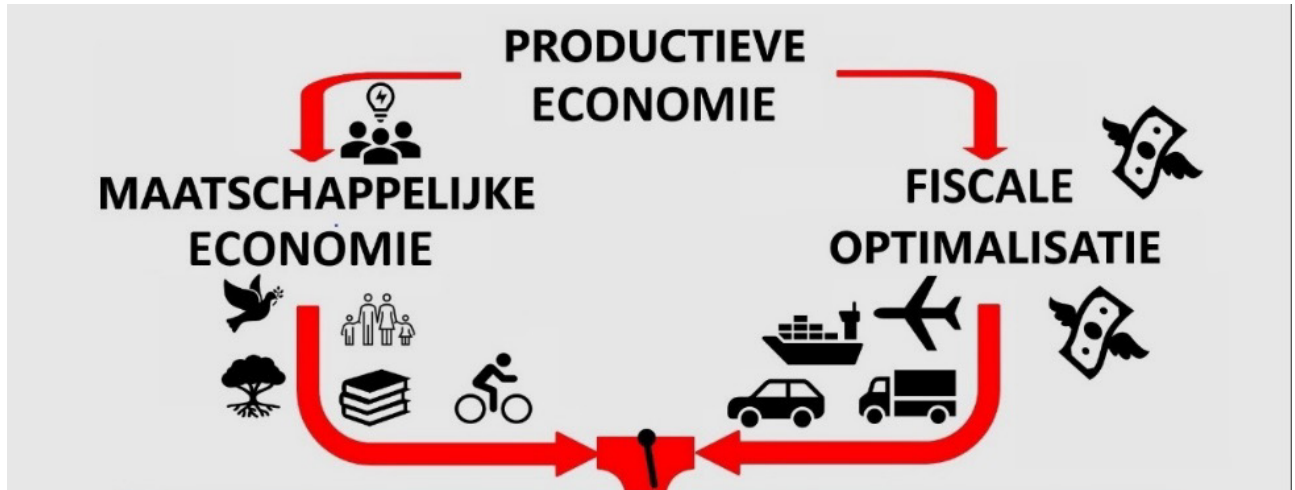 PRODUCTIEVE
ECONOMIE
MAATSCHAPPELIJKE
ECONOMIE
FISCALE
OPTIMALISATIE